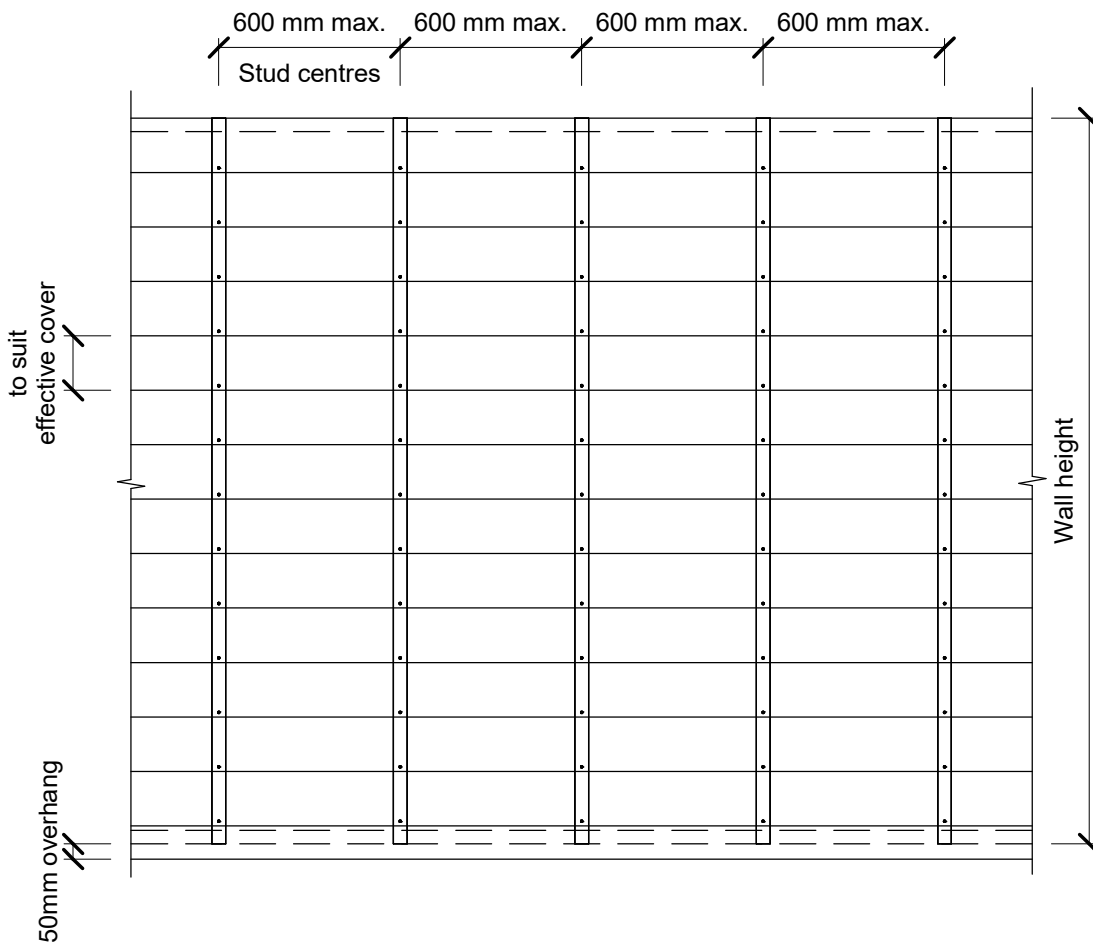 600 mm max.
600 mm max.
600 mm max.
600 mm max.
Stud centres
to suit
effective cover
Wall height
50mm overhang